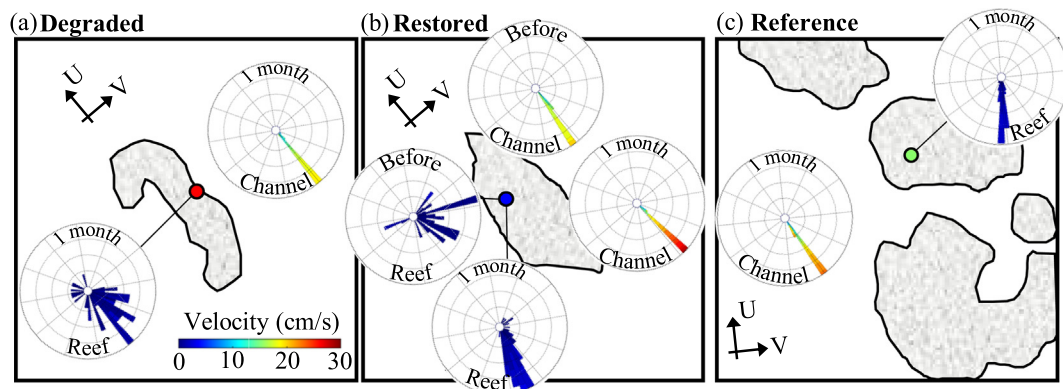 (a) Degraded
U
V
1 month
Channel
1 month
Reef
Velocity (cm/s)
0 10 20 30
(b) Restored
Before
Channel
Before
Reef
1 month
Channel
1 month
Reef
(c) Reference
1 month
Reef
1 month
Channel
U
V